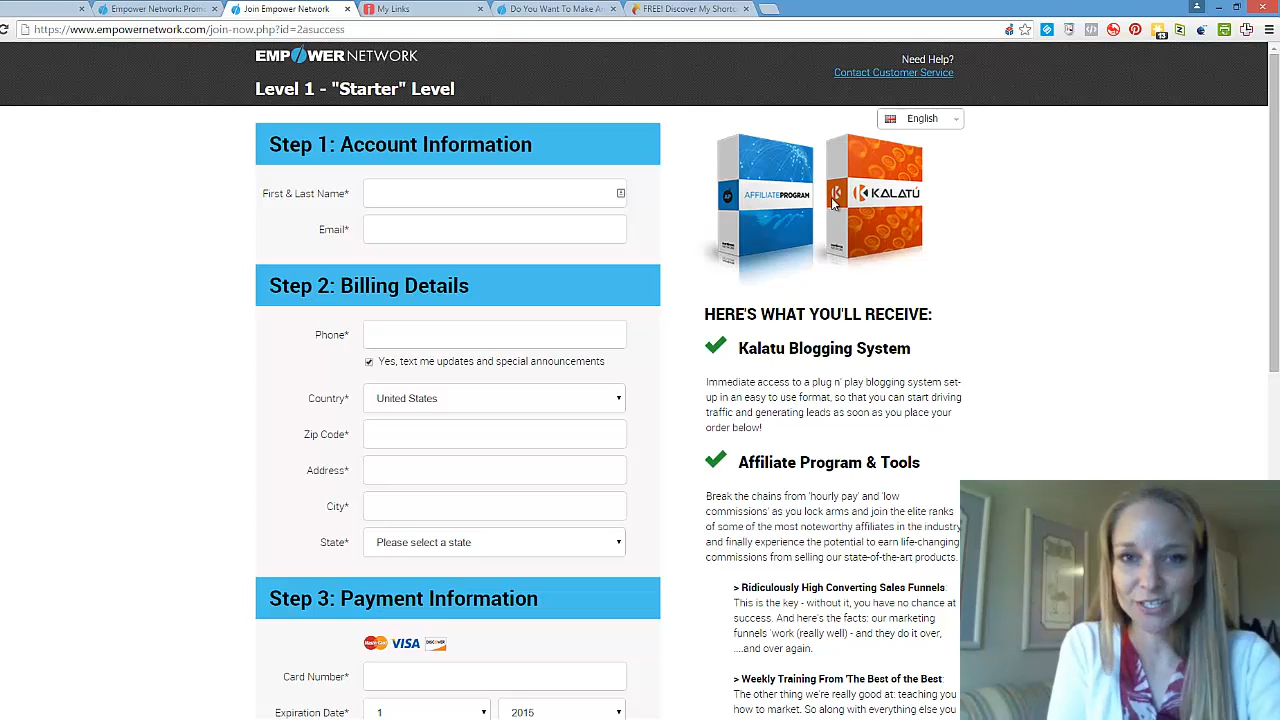 Empower Network: Prom
Join Empower Network
My Links
Do You Want To Make An
FREE! Discover My Shortc
https://www.empowernetwork.com/join-now.php?id=2asuccess
13
EMPOWER NETWORK
Need Help?
Contact Customer Service
Level 1 - "Starter" Level
English
Step 1: Account Information
First & Last Name*
Email*
AFFILIATEPROGRAM
KALATÚ
Step 2: Billing Details
Phone*
Yes, text me updates and special announcements
Country*
United States
Zip Code*
Address*
City*
State*
Please select a state
Step 3: Payment Information
MasterCard VISA DISCOVER
Card Number*
Expiration Date*
1
2015
HERE'S WHAT YOU'LL RECEIVE:
Kalatu Blogging System
Immediate access to a plug n' play blogging system set-
up in an easy to use format, so that you can start driving
traffic and generating leads as soon as you place your
order below!
Affiliate Program & Tools
Break the chains from 'hourly pay' and 'low
commissions' as you lock arms and join the elite ranks
of some of the most noteworthy affiliates in the industry
and finally experience the potential to earn life-changing
commissions from selling our state-of-the-art products.
> Ridiculously High Converting Sales Funnels:
This is the key - without it, you have no chance at
success. And here's the facts: our marketing
funnels 'work (really well) - and they do it over,
....and over again.
> Weekly Training From 'The Best of the Best:
The other thing we're really good at: teaching you
how to market. So along with everything else you